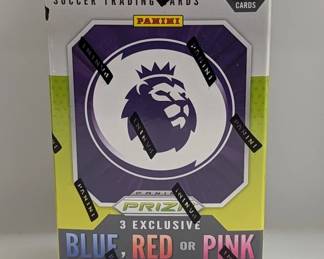 SOCCER TRADING CARDS
CARDS
PANINI
PANINI
PANINI
PANINI
PANINI
PANINI
PANINI
PRIZM
3 EXCLUSIVE
BLUE, RED OR PINK